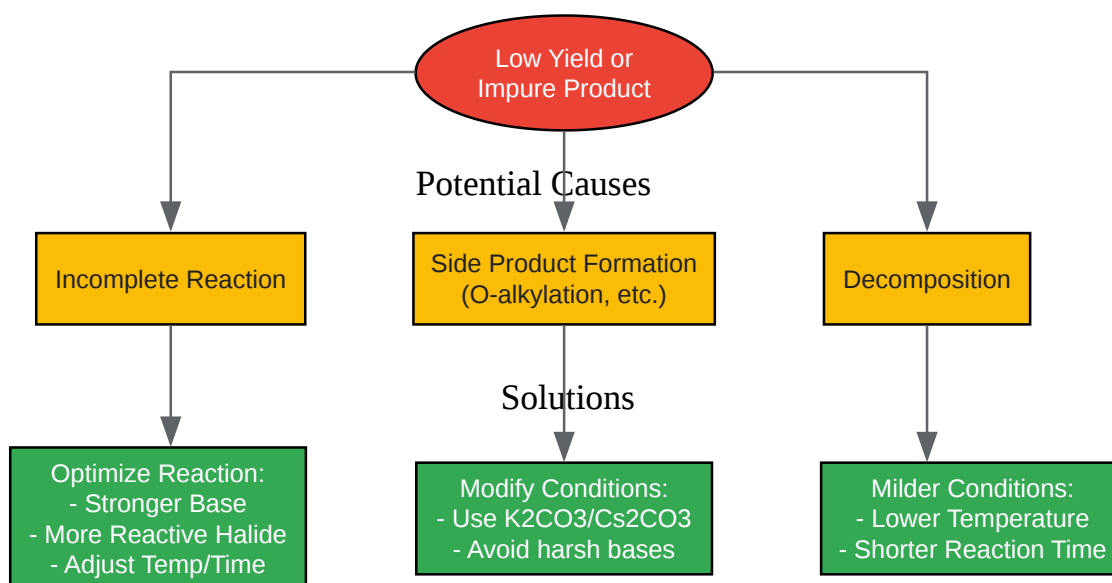 Low Yield or
Impure Product
Potential Causes
Incomplete Reaction
Side Product Formation
(O-alkylation, etc.)
Decomposition
Solutions
Optimize Reaction:
- Stronger Base
- More Reactive Halide
- Adjust Temp/Time
Modify Conditions:
- Use K2CO3/Cs2CO3
- Avoid harsh bases
Milder Conditions:
- Lower Temperature
- Shorter Reaction Time